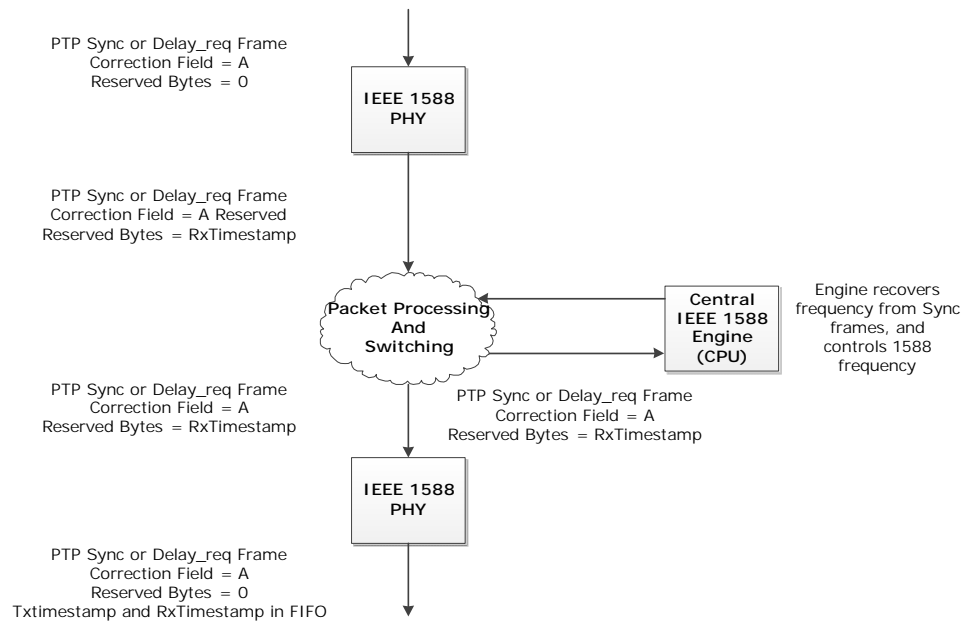 PTP Sync or Delay_req Frame
Correction Field = A
Reserved Bytes = 0
IEEE 1588
PHY
PTP Sync or Delay_req Frame
Correction Field = A Reserved
Reserved Bytes = RxTimestamp
Packet Processing
And
Switching
Central
IEEE 1588
Engine
(CPU)
Engine recovers
frequency from Sync
frames, and
controls 1588
frequency
PTP Sync or Delay_req Frame
Correction Field = A
Reserved Bytes = RxTimestamp
PTP Sync or Delay_req Frame
Correction Field = A
Reserved Bytes = RxTimestamp
IEEE 1588
PHY
PTP Sync or Delay_req Frame
Correction Field = A
Reserved Bytes = 0
Txtimestamp and RxTimestamp in FIFO